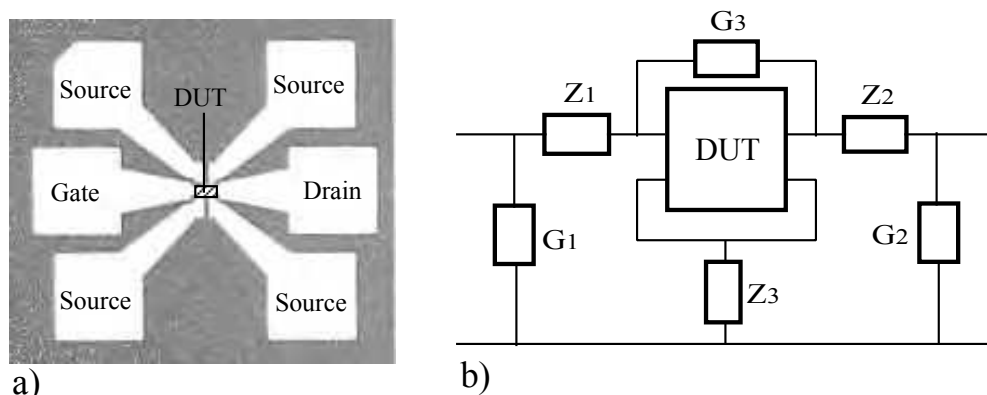 Source
Source
DUT
Gate
Drain
Source
Source
a)
G3
Z1
Z2
DUT
G1
G2
Z3
b)